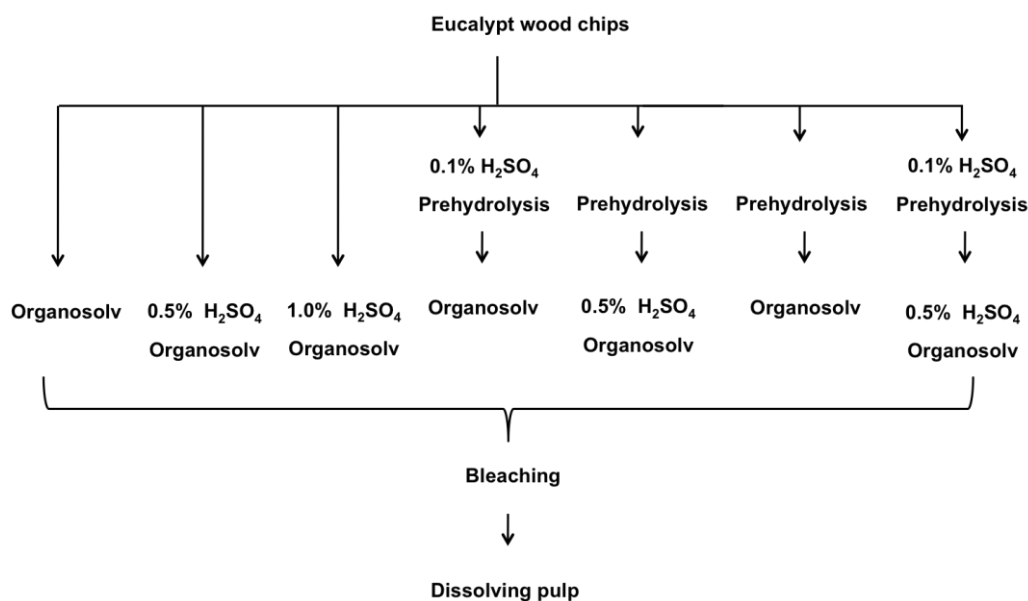 Eucalypt wood chips
0.1% H₂SO₄
Prehydrolysis
Prehydrolysis
Prehydrolysis
0.1% H₂SO₄
Prehydrolysis
Organosolv
0.5% H₂SO₄
Organosolv
1.0% H₂SO₄
Organosolv
Organosolv
0.5% H₂SO₄
Organosolv
Organosolv
0.5% H₂SO₄
Organosolv
Bleaching
Dissolving pulp